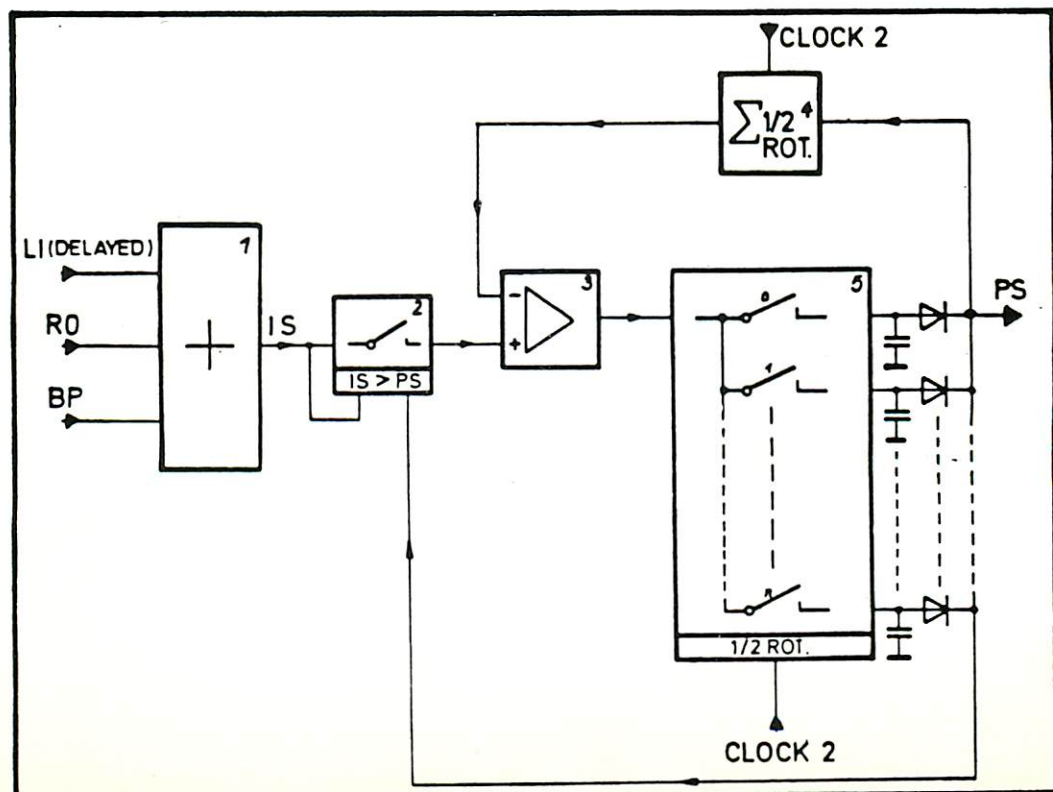 CLOCK 2
4
Σ 1/2
ROT.
1
LI (DELAYED)
RO
BP
+
IS
2
IS > PS
3
-
+
5
0
1
n
PS
1/2 ROT.
CLOCK 2